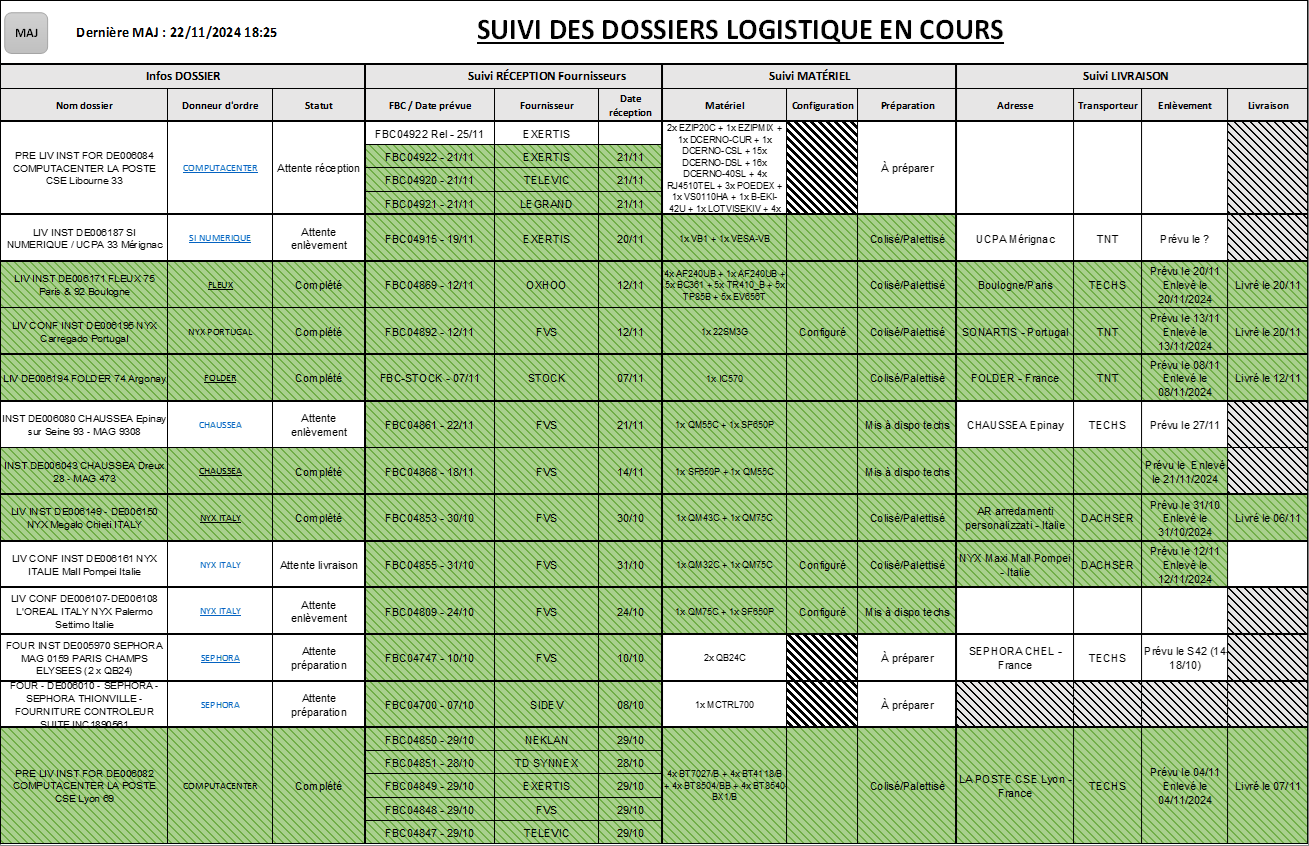 MAJ
Dernière MAJ : 22/11/2024 18:25
SUIVI DES DOSSIERS LOGISTIQUE EN COURS
Infos DOSSIER
Suivi RÉCEPTION Fournisseurs
Suivi MATÉRIEL
Suivi LIVRAISON
Nom dossier
Donneur d'ordre
Statut
FBC / Date prévue
Fournisseur
Date
réception
Matériel
Configuration
Préparation
Adresse
Transporteur
Enlèvement
Livraison
PRE LIV INST FOR DE006084
COMPUTACENTER LA POSTE
CSE Libourne 33
COMPUTACENTER
Attente réception
FBC04922 Rel - 25/11
EXERTIS
FBC04922 - 21/11
EXERTIS
21/11
FBC04920 - 21/11
TELEVIC
21/11
FBC04921 - 21/11
LEGRAND
21/11
2x EZIP20C + 1x EZIPMIX +
1x DCERNO-CUR + 1x
DCERNO-CSL + 15x
DCERNO-DSL + 16x
DCERNO-40SL + 4x
RJ4510TEL + 3x POEDEX +
1x VS0110HA + 1x B-EKI-
42U + 1x LOTVISEKIV + 4x
À préparer
LIV INST DE006187 SI
NUMERIQUE / UCPA 33 Mérignac
SI NUMERIQUE
Attente
enlèvement
FBC04915 - 19/11
EXERTIS
20/11
1x VB1 + 1x VESA-VB
Colisé/Palettisé
UCPA Mérignac
TNT
Prévu le ?
LIV INST DE006171 FLEUX 75
Paris & 92 Boulogne
FLEUX
Complété
FBC04869 - 12/11
OXHOO
12/11
4x AF240UB + 1x AF240UB +
5x BC361 + 5x TR410_B + 5x
TP85B + 5x EV656T
Colisé/Palettisé
Boulogne/Paris
TECHS
Prévu le 20/11
Enlevé le
20/11/2024
Livré le 20/11
LIV CONF INST DE006195 NYX
Carregado Portugal
NYX PORTUGAL
Complété
FBC04892 - 12/11
FVS
12/11
1x 22SM3G
Configuré
Colisé/Palettisé
SONARTIS - Portugal
TNT
Prévu le 13/11
Enlevé le
13/11/2024
Livré le 20/11
LIV DE006194 FOLDER 74 Argonay
FOLDER
Complété
FBC-STOCK - 07/11
STOCK
07/11
1x IC570
Colisé/Palettisé
FOLDER - France
TNT
Prévu le 08/11
Enlevé le
08/11/2024
Livré le 12/11
INST DE006080 CHAUSSEA Epinay
sur Seine 93 - MAG 9308
CHAUSSEA
Attente
enlèvement
FBC04861 - 22/11
FVS
21/11
1x QM55C + 1x SF650P
Mis à dispo techs
CHAUSSEA Epinay
TECHS
Prévu le 27/11
INST DE006043 CHAUSSEA Dreux
28 - MAG 473
CHAUSSEA
Complété
FBC04868 - 18/11
FVS
14/11
1x SF650P + 1x QM55C
Mis à dispo techs
Prévu le Enlevé
le 21/11/2024
LIV INST DE006149 - DE006150
NYX Megalo Chieti ITALY
NYX ITALY
Complété
FBC04853 - 30/10
FVS
30/10
1x QM43C + 1x QM75C
Colisé/Palettisé
AR arredamenti
personalizzati - Italie
DACHSER
Prévu le 31/10
Enlevé le
31/10/2024
Livré le 06/11
LIV CONF INST DE006161 NYX
ITALIE Mall Pompei Italie
NYX ITALY
Attente livraison
FBC04855 - 31/10
FVS
31/10
1x QM32C + 1x QM75C
Configuré
Colisé/Palettisé
NYX Maxi Mall Pompei
- Italie
DACHSER
Prévu le 12/11
Enlevé le
12/11/2024
LIV CONF DE006107-DE006108
L'OREAL ITALY NYX Palermo
Settimo Italie
NYX ITALY
Attente
enlèvement
FBC04809 - 24/10
FVS
24/10
1x QM75C + 1x SF650P
Configuré
Mis à dispo techs
FOUR INST DE005970 SEPHORA
MAG 0159 PARIS CHAMPS
ELYSEES (2 x QB24)
SEPHORA
Attente
préparation
FBC04747 - 10/10
FVS
10/10
2x QB24C
À préparer
SEPHORA CHEL -
France
TECHS
Prévu le S42 (14-
18/10)
FOUR - DE006010 - SEPHORA -
SEPHORA THIONVILLE -
FOURNITURE CONTROLEUR
SUITE INC1890561
SEPHORA
Attente
préparation
FBC04700 - 07/10
SIDEV
08/10
1x MCTRL700
À préparer
PRE LIV INST FOR DE006082
COMPUTACENTER LA POSTE
CSE Lyon 69
COMPUTACENTER
Complété
FBC04850 - 29/10
NEKLAN
29/10
FBC04851 - 28/10
TD SYNNEX
28/10
FBC04849 - 29/10
EXERTIS
29/10
FBC04848 - 29/10
FVS
29/10
FBC04847 - 29/10
TELEVIC
29/10
4x BT7027/B + 4x BT4118/B
+ 4x BT8504/BB + 4x BT8540-
BX1/B
Colisé/Palettisé
LA POSTE CSE Lyon -
France
TECHS
Prévu le 04/11
Enlevé le
04/11/2024
Livré le 07/11